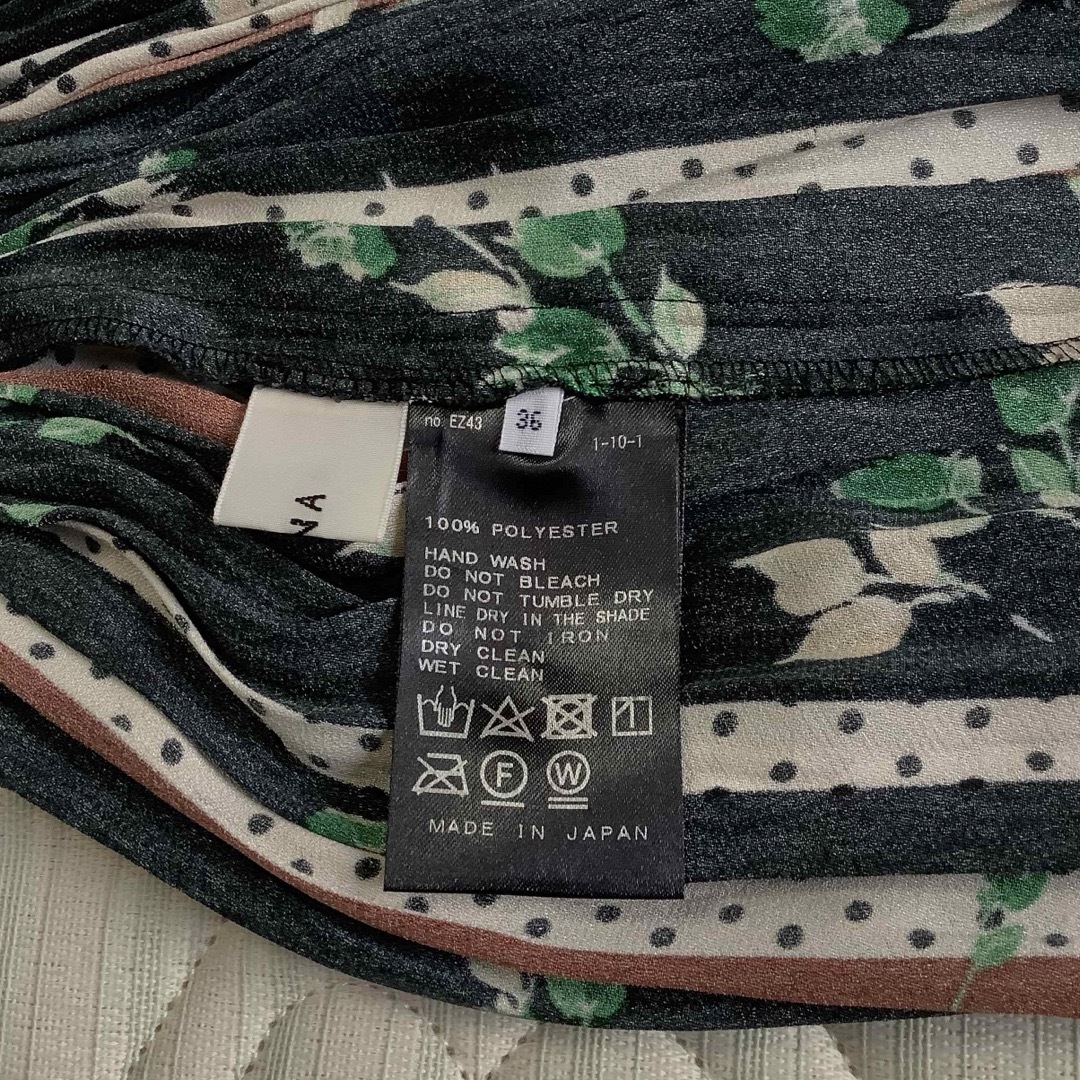 no EZ43
36
1-10-1
100% POLYESTER
HAND WASH
DO NOT BLEACH
DO NOT TUMBLE DRY
LINE DRY IN THE SHADE
DO NOT IRON
DRY CLEAN
WET CLEAN
F
W
MADE IN JAPAN